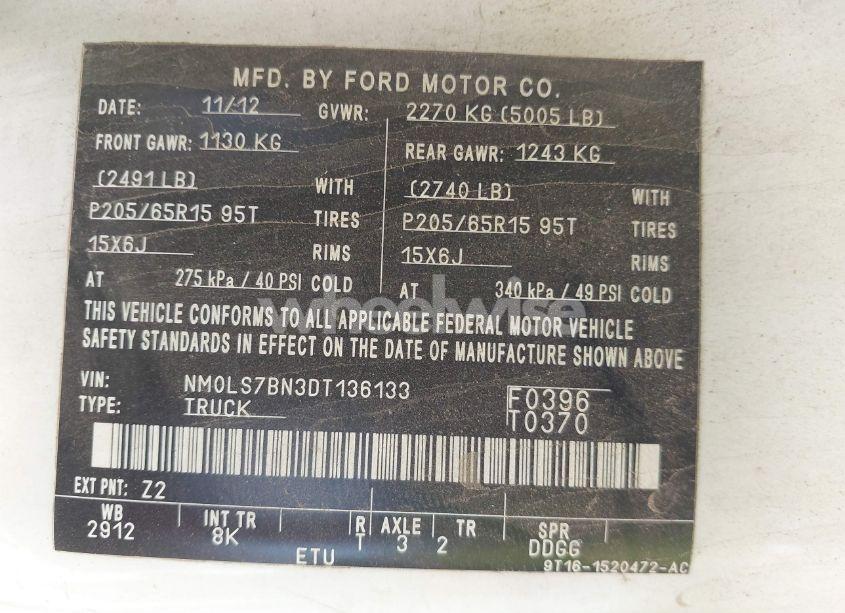 MFD. BY FORD MOTOR CO.
DATE: 11/12 GVWR: 2270 KG (5005 LB)
FRONT GAWR: 1130 KG REAR GAWR: 1243 KG
(2491 LB) WITH (2740 LB) WITH
P205/65R15 95T TIRES P205/65R15 95T TIRES
15X6J RIMS 15X6J RIMS
AT 275 kPa / 40 PSI COLD AT 340 kPa / 49 PSI COLD
wheelwise
THIS VEHICLE CONFORMS TO ALL APPLICABLE FEDERAL MOTOR VEHICLE
SAFETY STANDARDS IN EFFECT ON THE DATE OF MANUFACTURE SHOWN ABOVE
VIN: NM0LS7BN3DT136133 F0396
TYPE: TRUCK T0370
EXT PNT: Z2
WB INT TR R AXLE TR SPR
2912 8K T 3 2 DDGG
ETU 9T16-1520472-AC